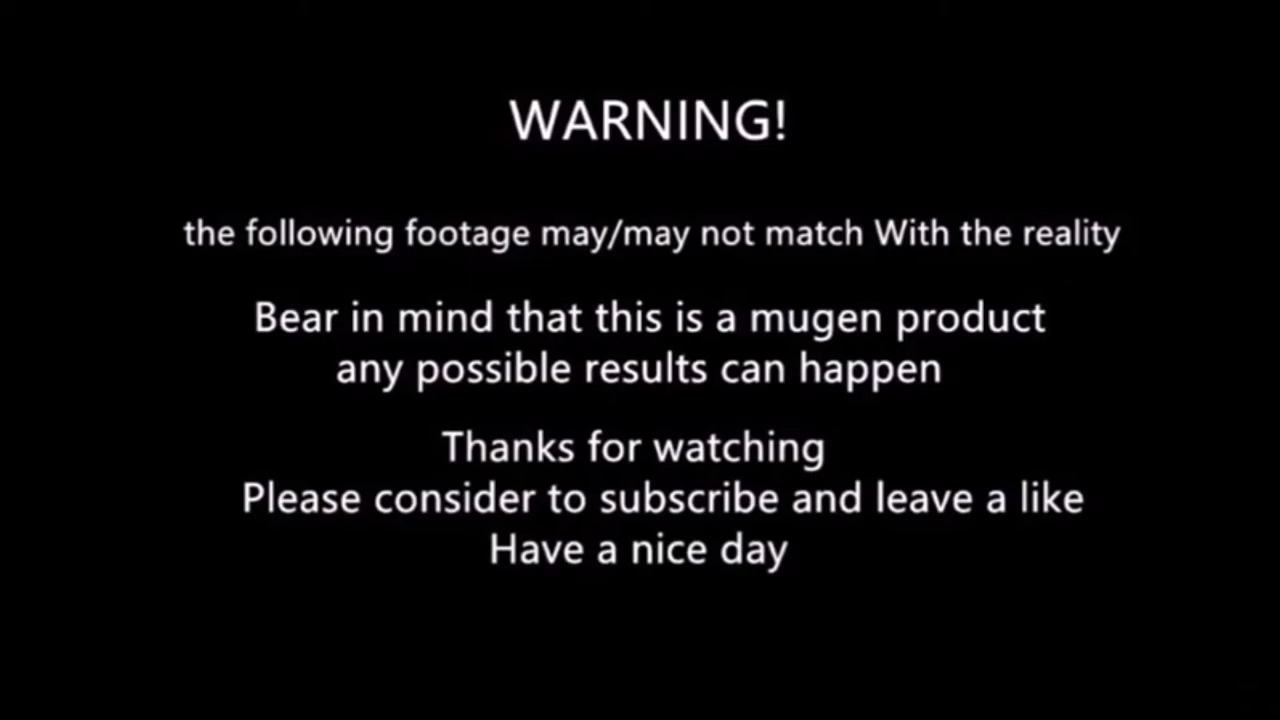 WARNING!
the following footage may/may not match With the reality
Bear in mind that this is a mugen product
any possible results can happen
Thanks for watching
Please consider to subscribe and leave a like
Have a nice day